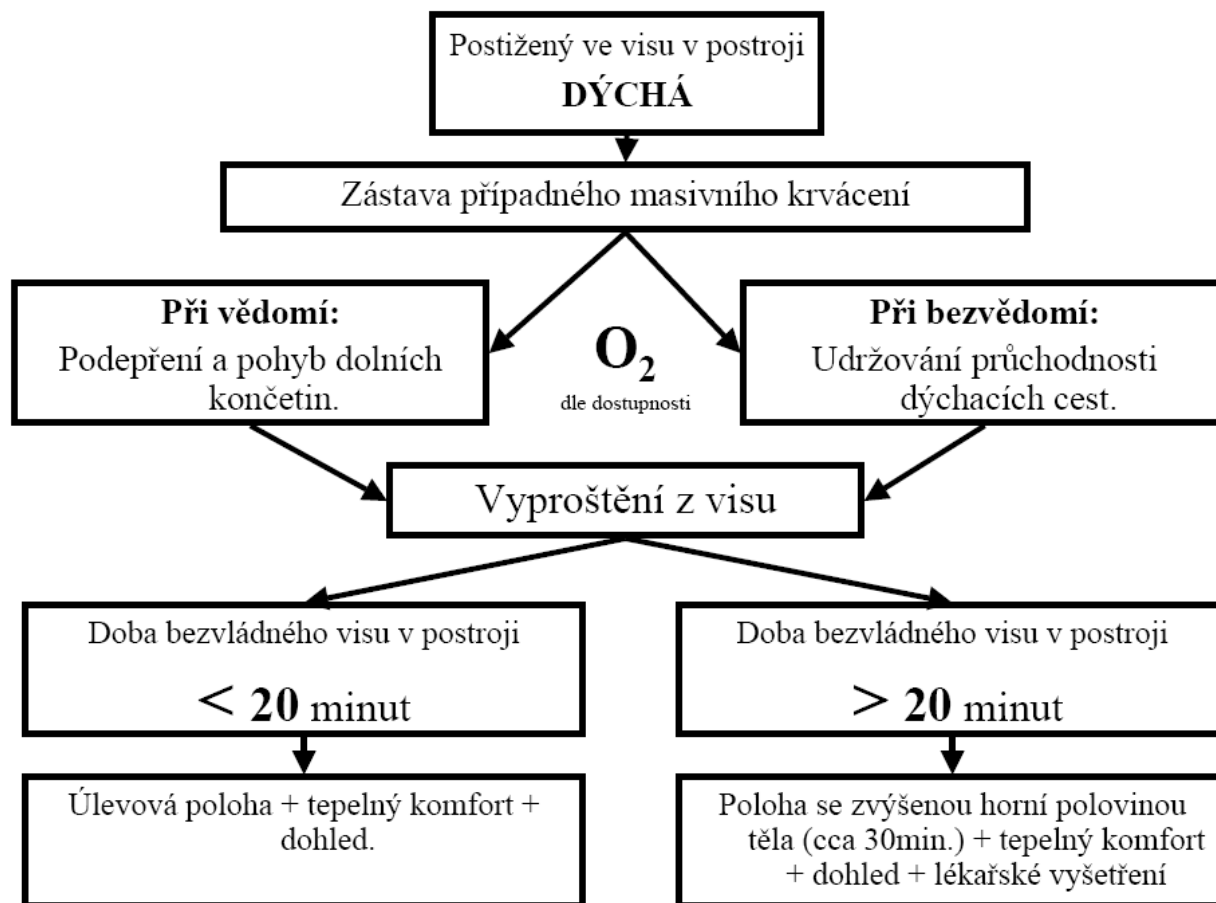 Postižený ve visu v postroji
DÝCHÁ
Zástava případného masivního krvácení
Při vědomí:
Podepření a pohyb dolních
končetin.
O₂
dle dostupnosti
Při bezvědomí:
Udržování průchodnosti
dýchacích cest.
Vyproštění z visu
Doba bezvládného visu v postroji
< 20 minut
Doba bezvládného visu v postroji
> 20 minut
Úlevová poloha + tepelný komfort +
dohled.
Poloha se zvýšenou horní polovinou
těla (cca 30min.) + tepelný komfort
+ dohled + lékařské vyšetření